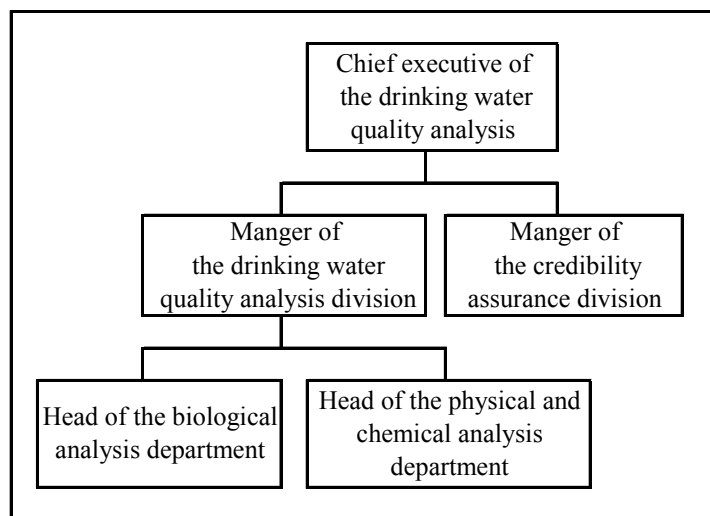 Chief executive of
the drinking water
quality analysis
Manger of
the drinking water
quality analysis division
Manger of
the credibility
assurance division
Head of the biological
analysis department
Head of the physical and
chemical analysis
department